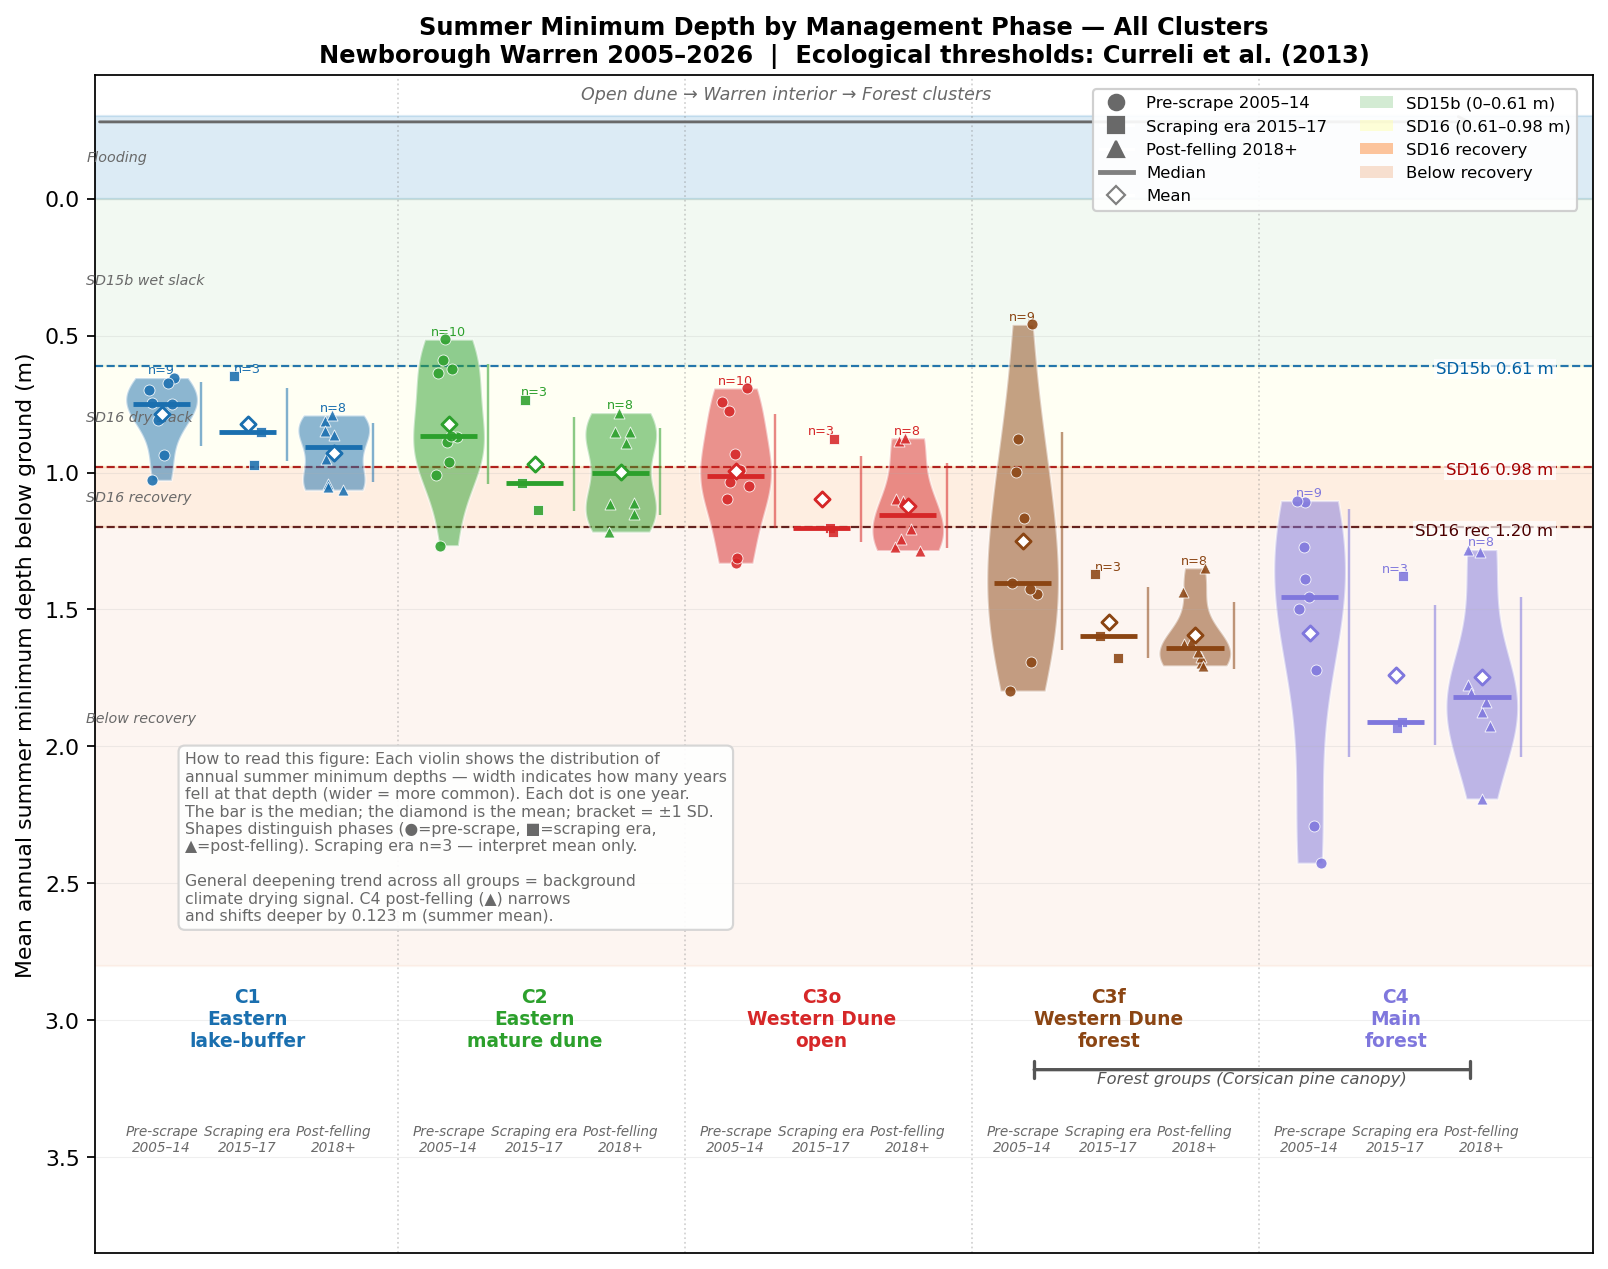 Summer Minimum Depth by Management Phase — All Clusters
Newborough Warren 2005–2026 | Ecological thresholds: Curreli et al. (2013)
Open dune → Warren interior → Forest clusters
Pre-scrape 2005–14
Scraping era 2015–17
Post-felling 2018+
Median
Mean
SD15b (0–0.61 m)
SD16 (0.61–0.98 m)
SD16 recovery
Below recovery
Mean annual summer minimum depth below ground (m)
0.0
0.5
1.0
1.5
2.0
2.5
3.0
3.5
Flooding
SD15b wet slack
SD16 dry slack
SD16 recovery
Below recovery
SD15b 0.61 m
SD16 0.98 m
SD16 rec 1.20 m
n=9
n=3
n=8
n=10
n=3
n=8
n=10
n=3
n=8
n=9
n=3
n=8
n=9
n=3
n=8
How to read this figure: Each violin shows the distribution of
annual summer minimum depths — width indicates how many years
fell at that depth (wider = more common). Each dot is one year.
The bar is the median; the diamond is the mean; bracket = ±1 SD.
Shapes distinguish phases (●=pre-scrape, ■=scraping era,
▲=post-felling). Scraping era n=3 — interpret mean only.
General deepening trend across all groups = background
climate drying signal. C4 post-felling (▲) narrows
and shifts deeper by 0.123 m (summer mean).
C1
Eastern
lake-buffer
C2
Eastern
mature dune
C3o
Western Dune
open
C3f
Western Dune
forest
C4
Main
forest
Forest groups (Corsican pine canopy)
Pre-scrape
2005–14
Scraping era
2015–17
Post-felling
2018+
Pre-scrape
2005–14
Scraping era
2015–17
Post-felling
2018+
Pre-scrape
2005–14
Scraping era
2015–17
Post-felling
2018+
Pre-scrape
2005–14
Scraping era
2015–17
Post-felling
2018+
Pre-scrape
2005–14
Scraping era
2015–17
Post-felling
2018+